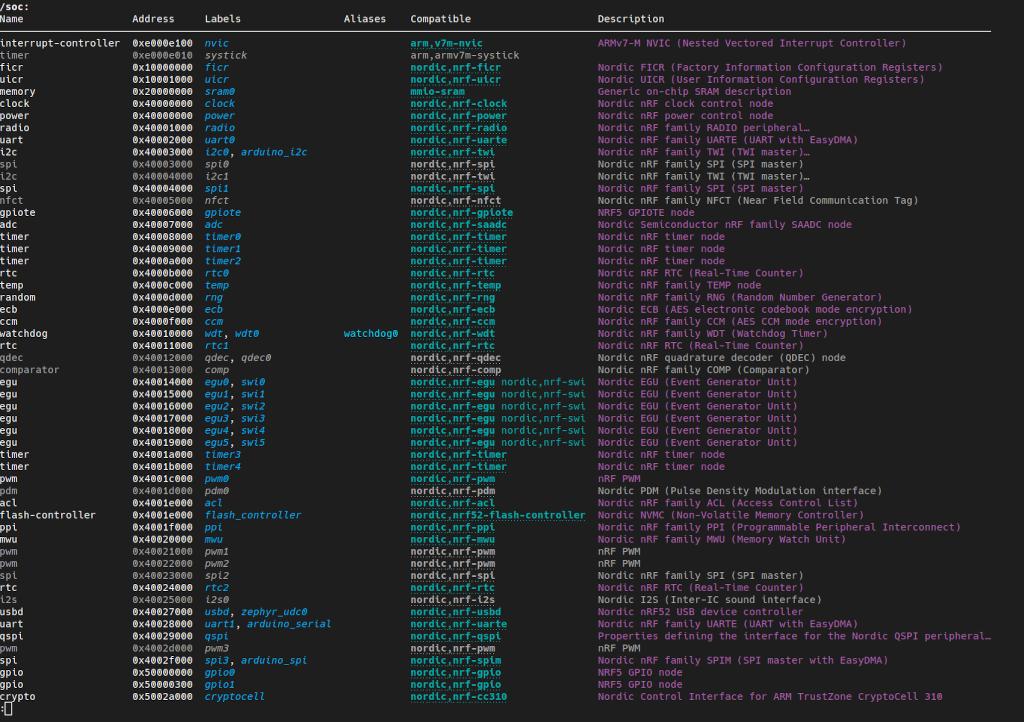 /soc:
Name Address Labels Aliases Compatible Description
interrupt-controller 0xe000e100 nvic arm,v7m-nvic ARMv7-M NVIC (Nested Vectored Interrupt Controller)
timer 0xe000e010 systick arm,armv7m-systick
ficr 0x10000000 ficr nordic,nrf-ficr Nordic FICR (Factory Information Configuration Registers)
uicr 0x10001000 uicr nordic,nrf-uicr Nordic UICR (User Information Configuration Registers)
memory 0x20000000 sram0 mmio-sram Generic on-chip SRAM description
clock 0x40000000 clock nordic,nrf-clock Nordic nRF clock control node
power 0x40000000 power nordic,nrf-power Nordic nRF power control node
radio 0x40001000 radio nordic,nrf-radio Nordic nRF family RADIO peripheral…
uart 0x40002000 uart0 nordic,nrf-uarte Nordic nRF family UARTE (UART with EasyDMA)
i2c 0x40003000 i2c0, arduino_i2c nordic,nrf-twi Nordic nRF family TWI (TWI master)…
spi 0x40003000 spi0 nordic,nrf-spi Nordic nRF family SPI (SPI master)
i2c 0x40004000 i2c1 nordic,nrf-twi Nordic nRF family TWI (TWI master)…
spi 0x40004000 spi1 nordic,nrf-spi Nordic nRF family SPI (SPI master)
nfct 0x40005000 nfct nordic,nrf-nfct Nordic nRF family NFCT (Near Field Communication Tag)
gpiote 0x40006000 gpiote nordic,nrf-gpiote NRF5 GPIOTE node
adc 0x40007000 adc nordic,nrf-saadc Nordic Semiconductor nRF family SAADC node
timer 0x40008000 timer0 nordic,nrf-timer Nordic nRF timer node
timer 0x40009000 timer1 nordic,nrf-timer Nordic nRF timer node
timer 0x4000a000 timer2 nordic,nrf-timer Nordic nRF timer node
rtc 0x4000b000 rtc0 nordic,nrf-rtc Nordic nRF RTC (Real-Time Counter)
temp 0x4000c000 temp nordic,nrf-temp Nordic nRF family TEMP node
random 0x4000d000 rng nordic,nrf-rng Nordic nRF family RNG (Random Number Generator)
ecb 0x4000e000 ecb nordic,nrf-ecb Nordic ECB (AES electronic codebook mode encryption)
ccm 0x4000f000 ccm nordic,nrf-ccm Nordic nRF family CCM (AES CCM mode encryption)
watchdog 0x40010000 wdt, wdt0 watchdog0 nordic,nrf-wdt Nordic nRF family WDT (Watchdog Timer)
rtc 0x40011000 rtc1 nordic,nrf-rtc Nordic nRF RTC (Real-Time Counter)
qdec 0x40012000 qdec, qdec0 nordic,nrf-qdec Nordic nRF quadrature decoder (QDEC) node
comparator 0x40013000 comp nordic,nrf-comp Nordic nRF family COMP (Comparator)
egu 0x40014000 egu0, swi0 nordic,nrf-egu nordic,nrf-swi Nordic EGU (Event Generator Unit)
egu 0x40015000 egu1, swi1 nordic,nrf-egu nordic,nrf-swi Nordic EGU (Event Generator Unit)
egu 0x40016000 egu2, swi2 nordic,nrf-egu nordic,nrf-swi Nordic EGU (Event Generator Unit)
egu 0x40017000 egu3, swi3 nordic,nrf-egu nordic,nrf-swi Nordic EGU (Event Generator Unit)
egu 0x40018000 egu4, swi4 nordic,nrf-egu nordic,nrf-swi Nordic EGU (Event Generator Unit)
egu 0x40019000 egu5, swi5 nordic,nrf-egu nordic,nrf-swi Nordic EGU (Event Generator Unit)
timer 0x4001a000 timer3 nordic,nrf-timer Nordic nRF timer node
timer 0x4001b000 timer4 nordic,nrf-timer Nordic nRF timer node
pwm 0x4001c000 pwm0 nordic,nrf-pwm nRF PWM
pdm 0x4001d000 pdm0 nordic,nrf-pdm Nordic PDM (Pulse Density Modulation interface)
acl 0x4001e000 acl nordic,nrf-acl Nordic nRF family ACL (Access Control List)
flash-controller 0x4001e000 flash_controller nordic,nrf52-flash-controller Nordic NVMC (Non-Volatile Memory Controller)
ppi 0x4001f000 ppi nordic,nrf-ppi Nordic nRF family PPI (Programmable Peripheral Interconnect)
mwu 0x40020000 mwu nordic,nrf-mwu Nordic nRF family MWU (Memory Watch Unit)
pwm 0x40021000 pwm1 nordic,nrf-pwm nRF PWM
pwm 0x40022000 pwm2 nordic,nrf-pwm nRF PWM
spi 0x40023000 spi2 nordic,nrf-spi Nordic nRF family SPI (SPI master)
rtc 0x40024000 rtc2 nordic,nrf-rtc Nordic nRF RTC (Real-Time Counter)
i2s 0x40025000 i2s0 nordic,nrf-i2s Nordic I2S (Inter-IC sound interface)
usbd 0x40027000 usbd, zephyr_udc0 nordic,nrf-usbd Nordic nRF52 USB device controller
uart 0x40028000 uart1, arduino_serial nordic,nrf-uarte Nordic nRF family UARTE (UART with EasyDMA)
qspi 0x40029000 qspi nordic,nrf-qspi Properties defining the interface for the Nordic QSPI peripheral…
pwm 0x4002d000 pwm3 nordic,nrf-pwm nRF PWM
spi 0x4002f000 spi3, arduino_spi nordic,nrf-spim Nordic nRF family SPIM (SPI master with EasyDMA)
gpio 0x50000000 gpio0 nordic,nrf-gpio NRF5 GPIO node
gpio 0x50000300 gpio1 nordic,nrf-gpio NRF5 GPIO node
crypto 0x5002a000 cryptocell nordic,nrf-cc310 Nordic Control Interface for ARM TrustZone CryptoCell 310
: